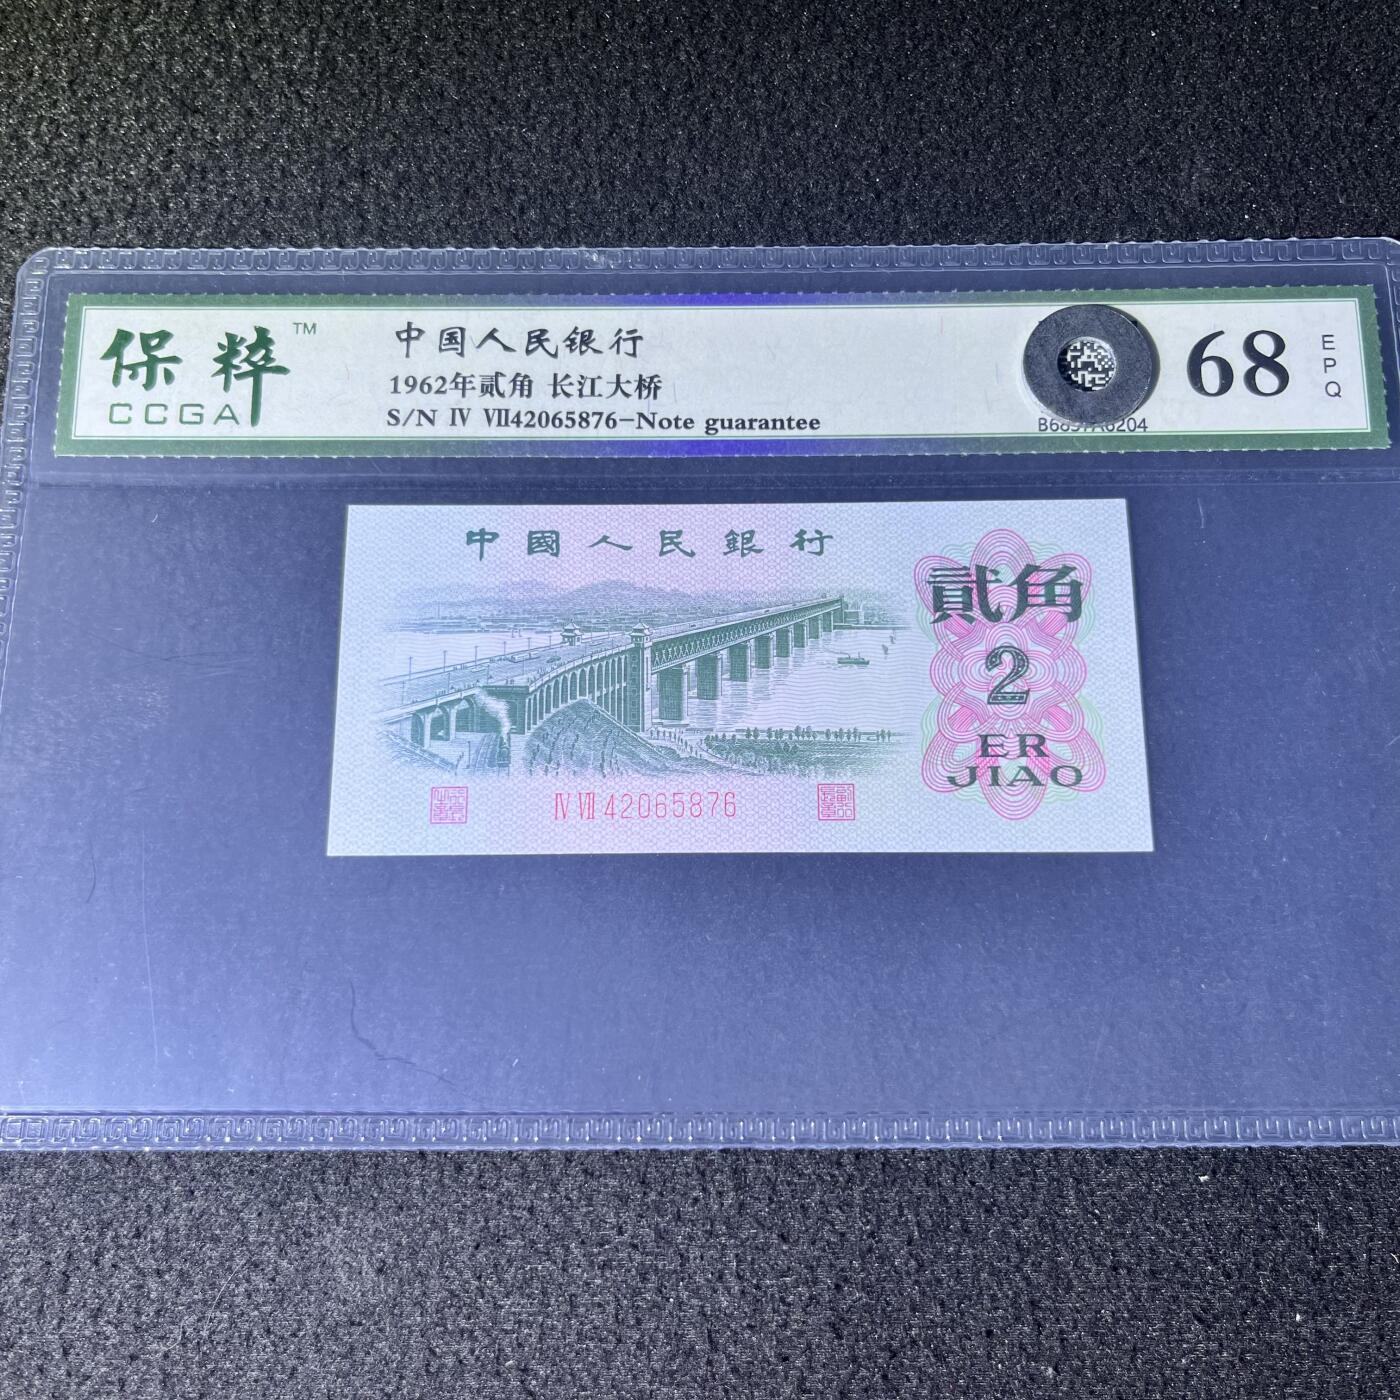 保粹™
CCGA
中国人民银行
1962年贰角 长江大桥
S/N Ⅳ Ⅶ42065876-Note guarantee
68
EPQ
中國人民銀行
貳角
2
ER
JIAO
Ⅳ Ⅶ 42065876